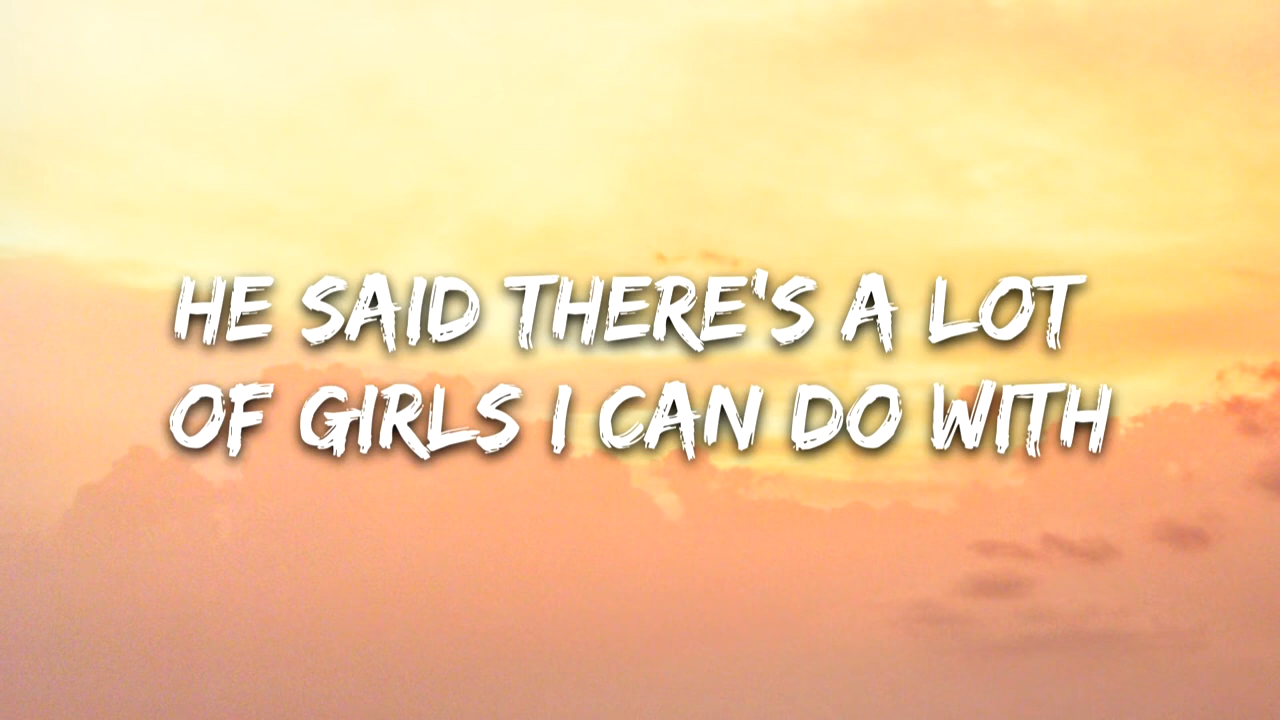 HE SAID THERE'S A LOT
OF GIRLS I CAN DO WITH